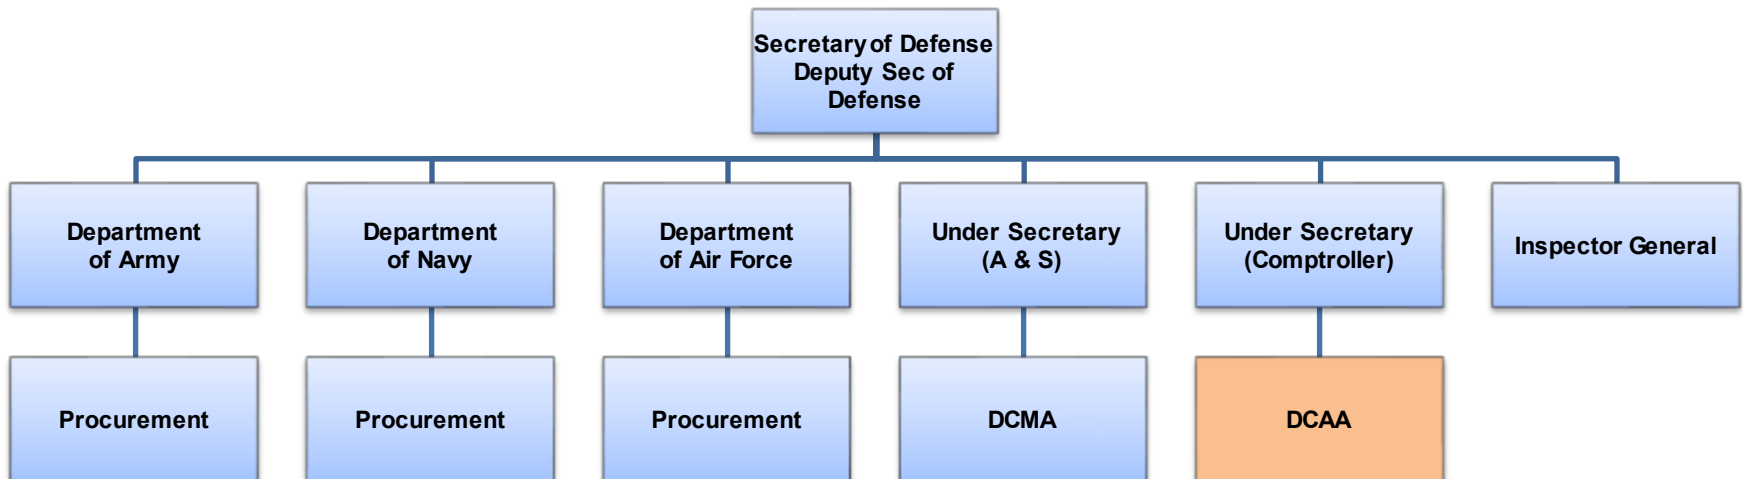 Secretary of Defense
Deputy Sec of
Defense
Department
of Army
Department
of Navy
Department
of Air Force
Under Secretary
(A & S)
Under Secretary
(Comptroller)
Inspector General
Procurement
Procurement
Procurement
DCMA
DCAA